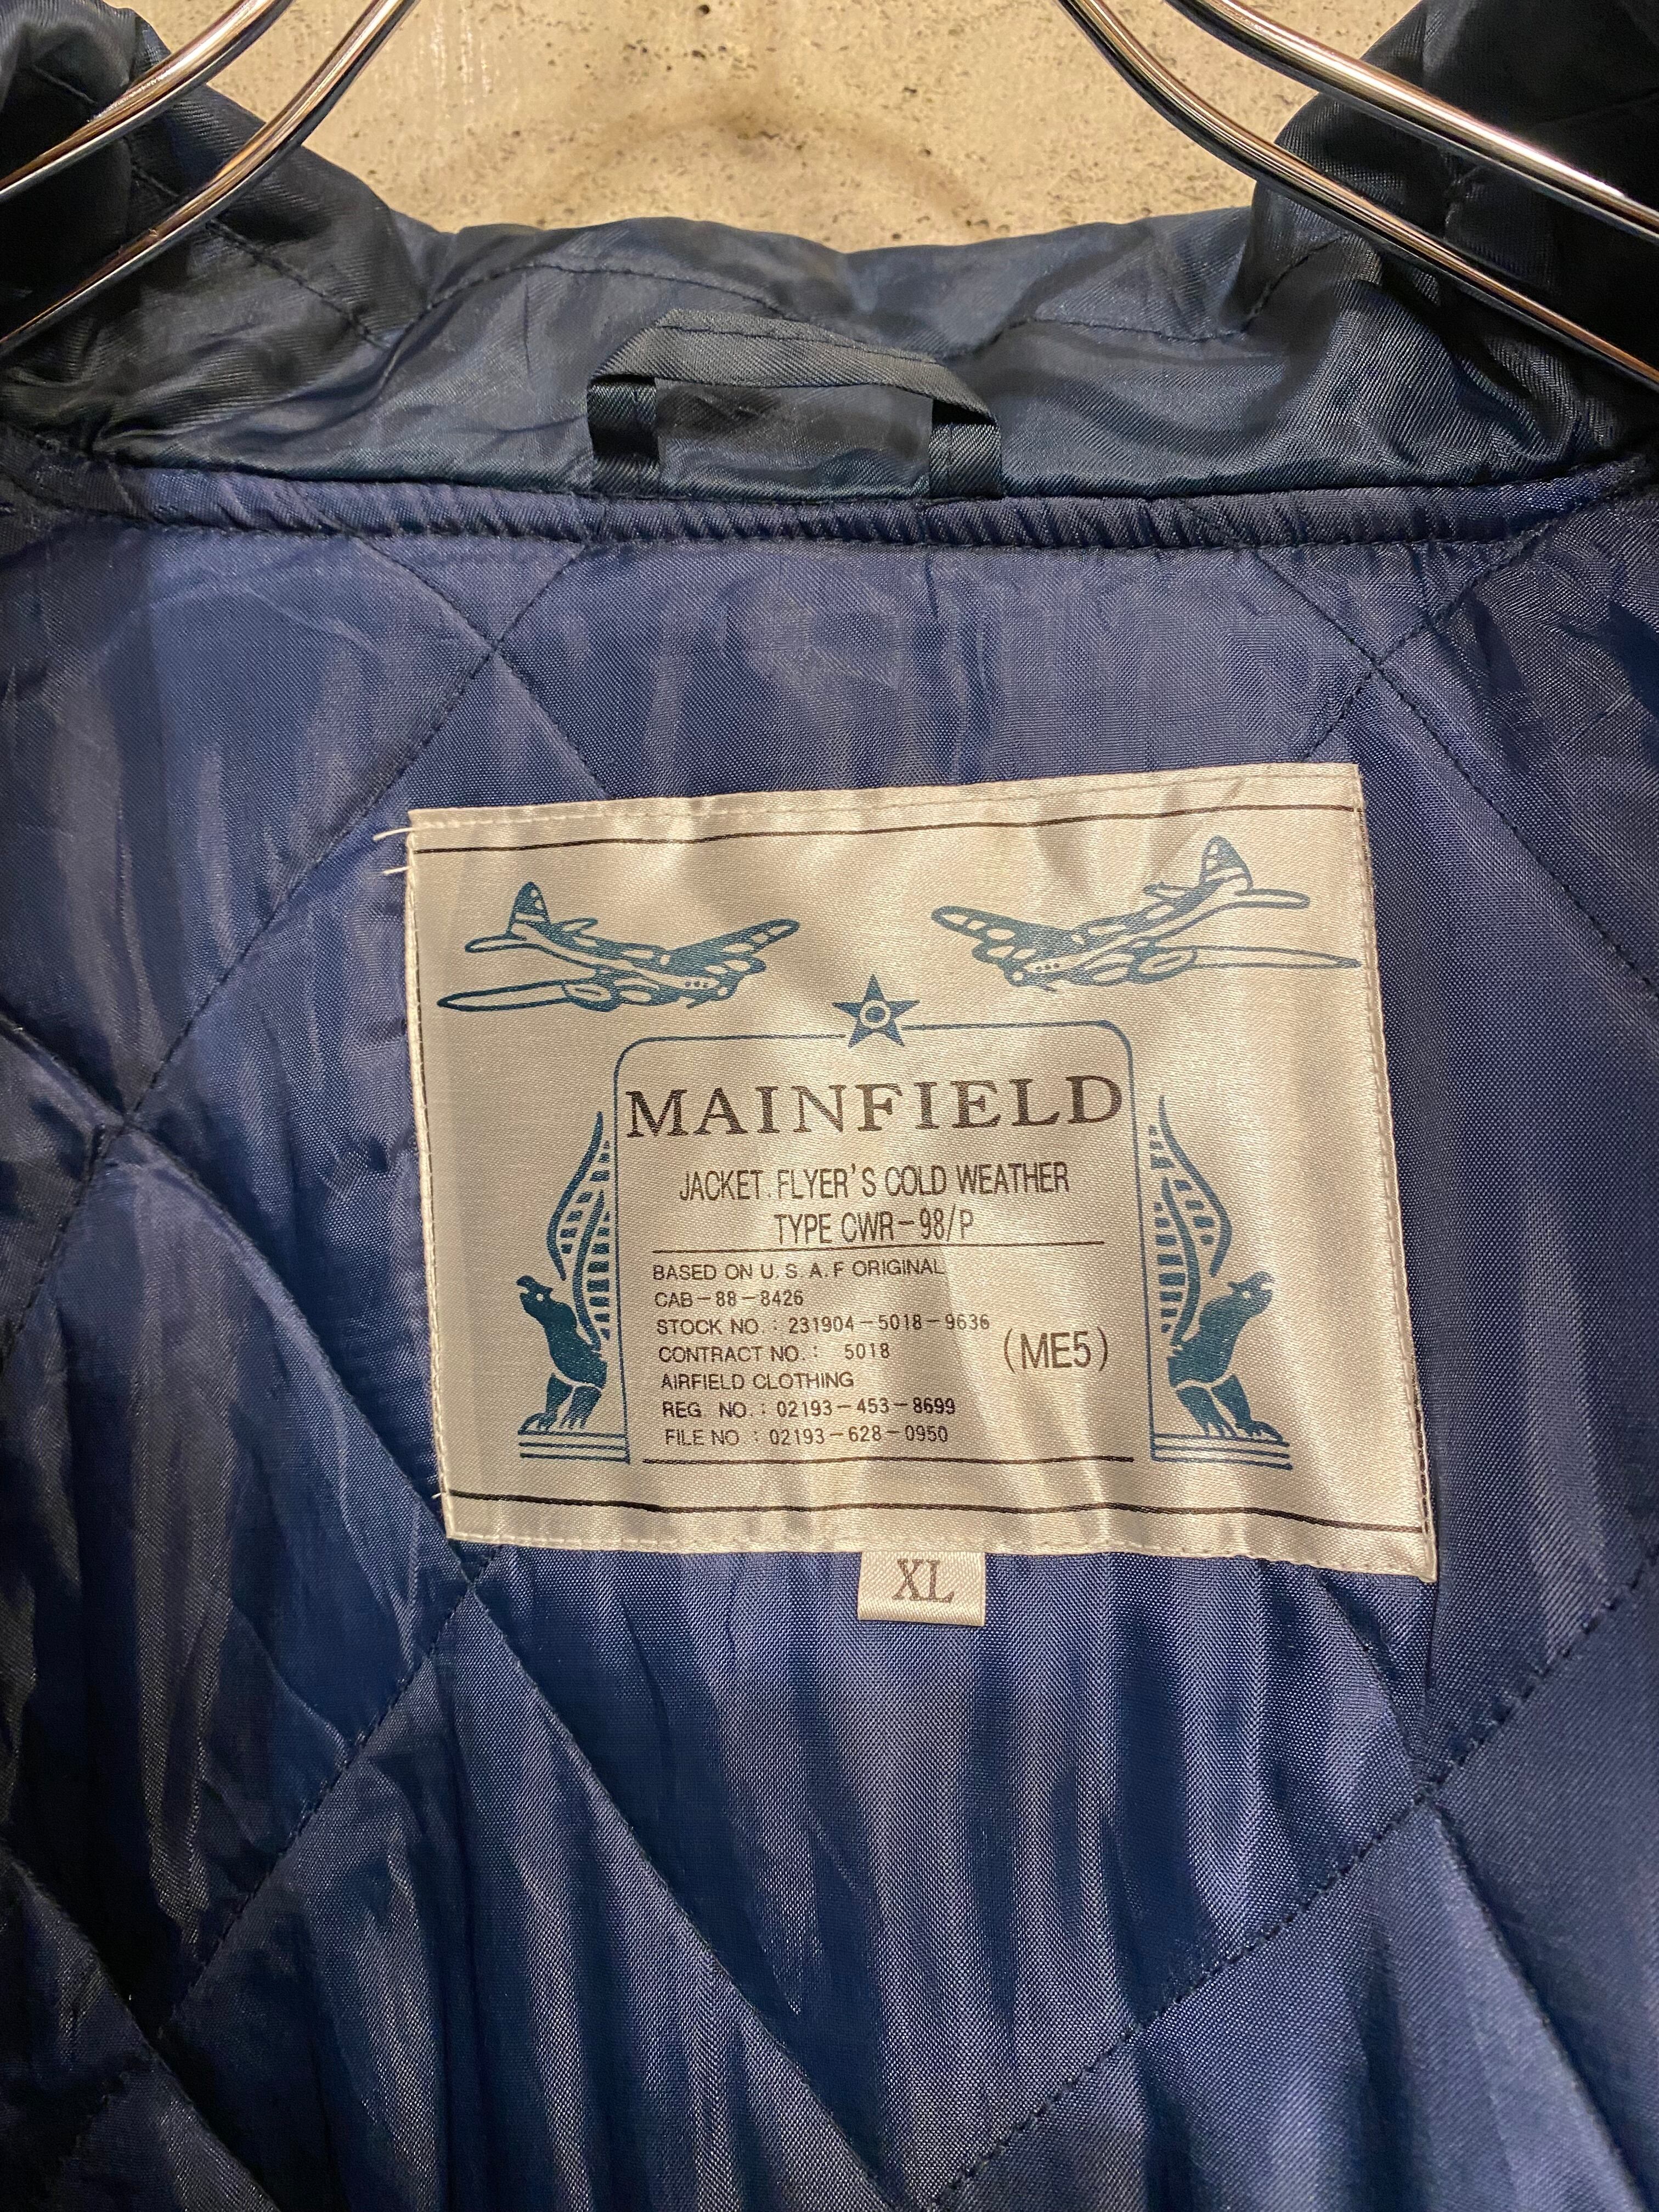 MAINFIELD
JACKET. FLYER'S COLD WEATHER
TYPE CWR-98/P
BASED ON U.S.A.F ORIGINAL
CAB-88-8426
STOCK NO.: 231904-5018-9636
CONTRACT NO.: 5018
(ME5)
AIRFIELD CLOTHING
REG. NO.: 02193-453-8699
FILE NO.: 02193-628-0950
XL